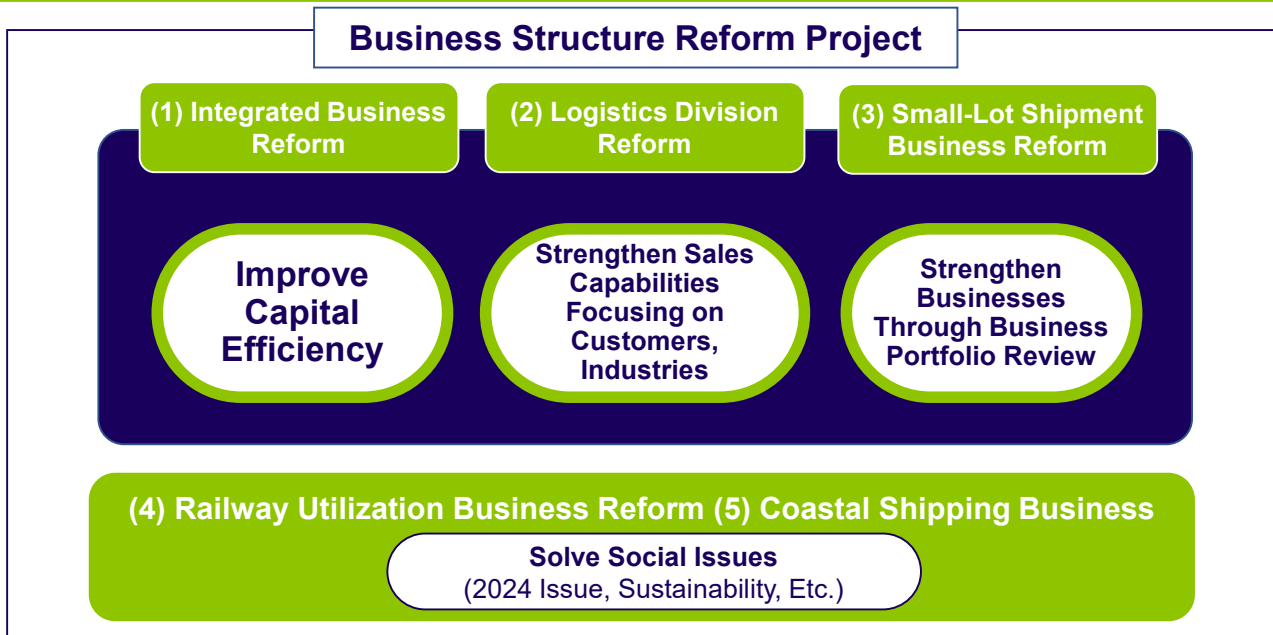 Business Structure Reform Project
(1) Integrated Business
Reform
(2) Logistics Division
Reform
(3) Small-Lot Shipment
Business Reform
Improve
Capital
Efficiency
Strengthen Sales
Capabilities
Focusing on
Customers,
Industries
Strengthen
Businesses
Through Business
Portfolio Review
(4) Railway Utilization Business Reform (5) Coastal Shipping Business
Solve Social Issues
(2024 Issue, Sustainability, Etc.)